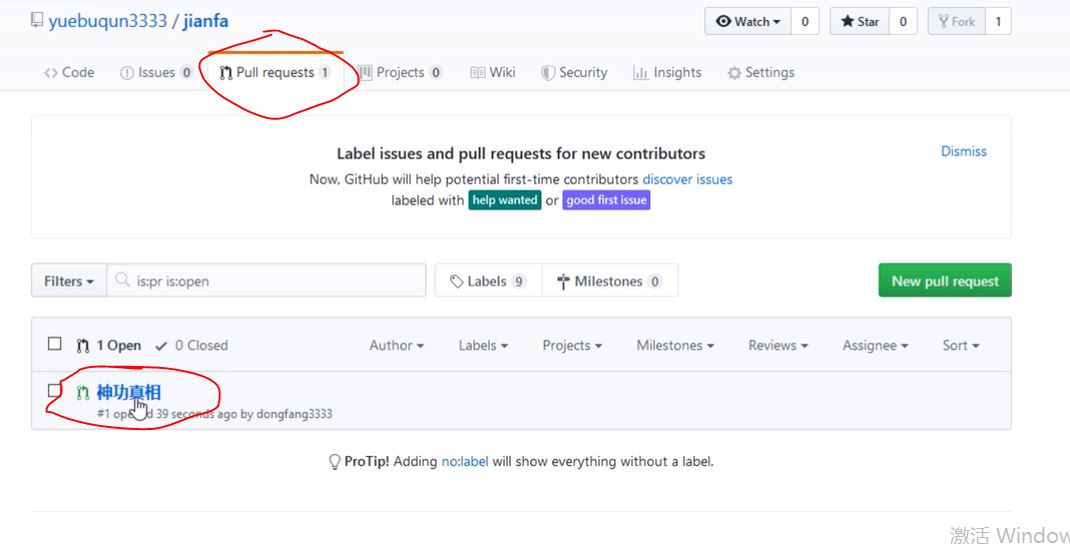 yuebuqun3333 / jianfa
Watch 0 Star 0 Fork 1
Code Issues 0 Pull requests 1 Projects 0 Wiki Security Insights Settings
Label issues and pull requests for new contributors
Dismiss
Now, GitHub will help potential first-time contributors discover issues
labeled with help wanted or good first issue
Filters is:pr is:open Labels 9 Milestones 0 New pull request
1 Open 0 Closed Author Labels Projects Milestones Reviews Assignee Sort
神功真相
#1 opened 39 seconds ago by dongfang3333
ProTip! Adding no:label will show everything without a label.
激活 Window